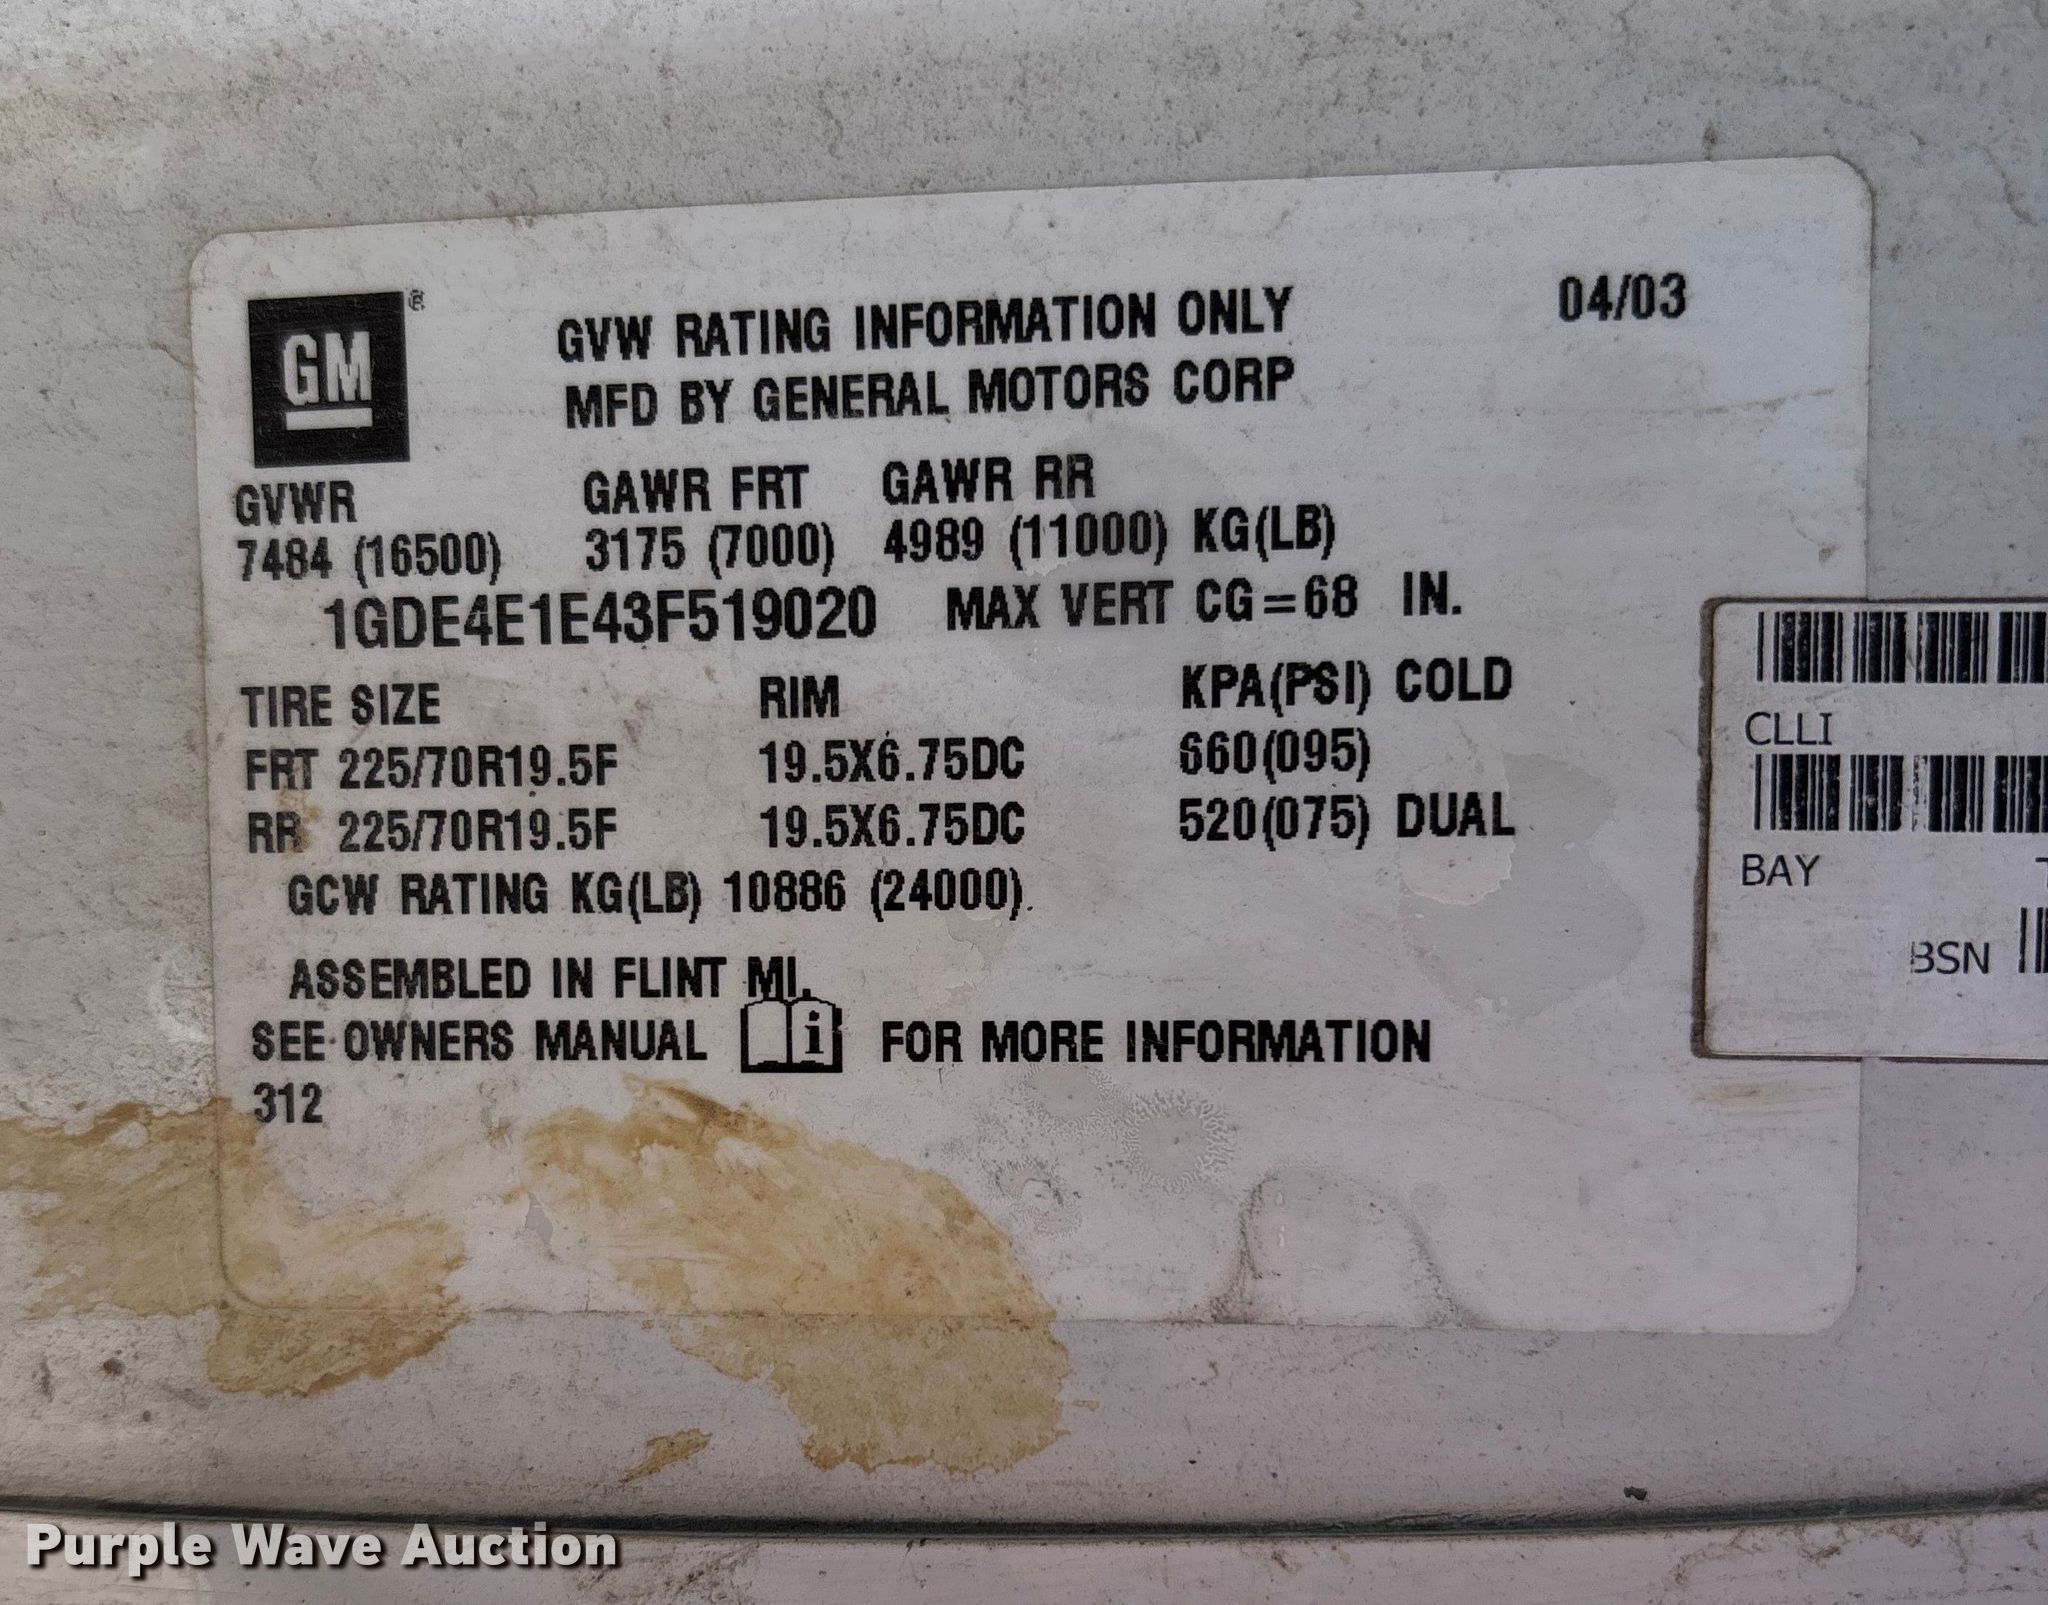 GM ®
GVW RATING INFORMATION ONLY 04/03
MFD BY GENERAL MOTORS CORP
GVWR GAWR FRT GAWR RR
7484 (16500) 3175 (7000) 4989 (11000) KG(LB)
1GDE4E1E43F519020 MAX VERT CG=68 IN.
TIRE SIZE RIM KPA(PSI) COLD
FRT 225/70R19.5F 19.5X6.75DC 660(095)
RR 225/70R19.5F 19.5X6.75DC 520(075) DUAL
GCW RATING KG(LB) 10886 (24000).
ASSEMBLED IN FLINT MI.
SEE OWNERS MANUAL i FOR MORE INFORMATION
312
CLLI
BAY
BSN
Purple Wave Auction